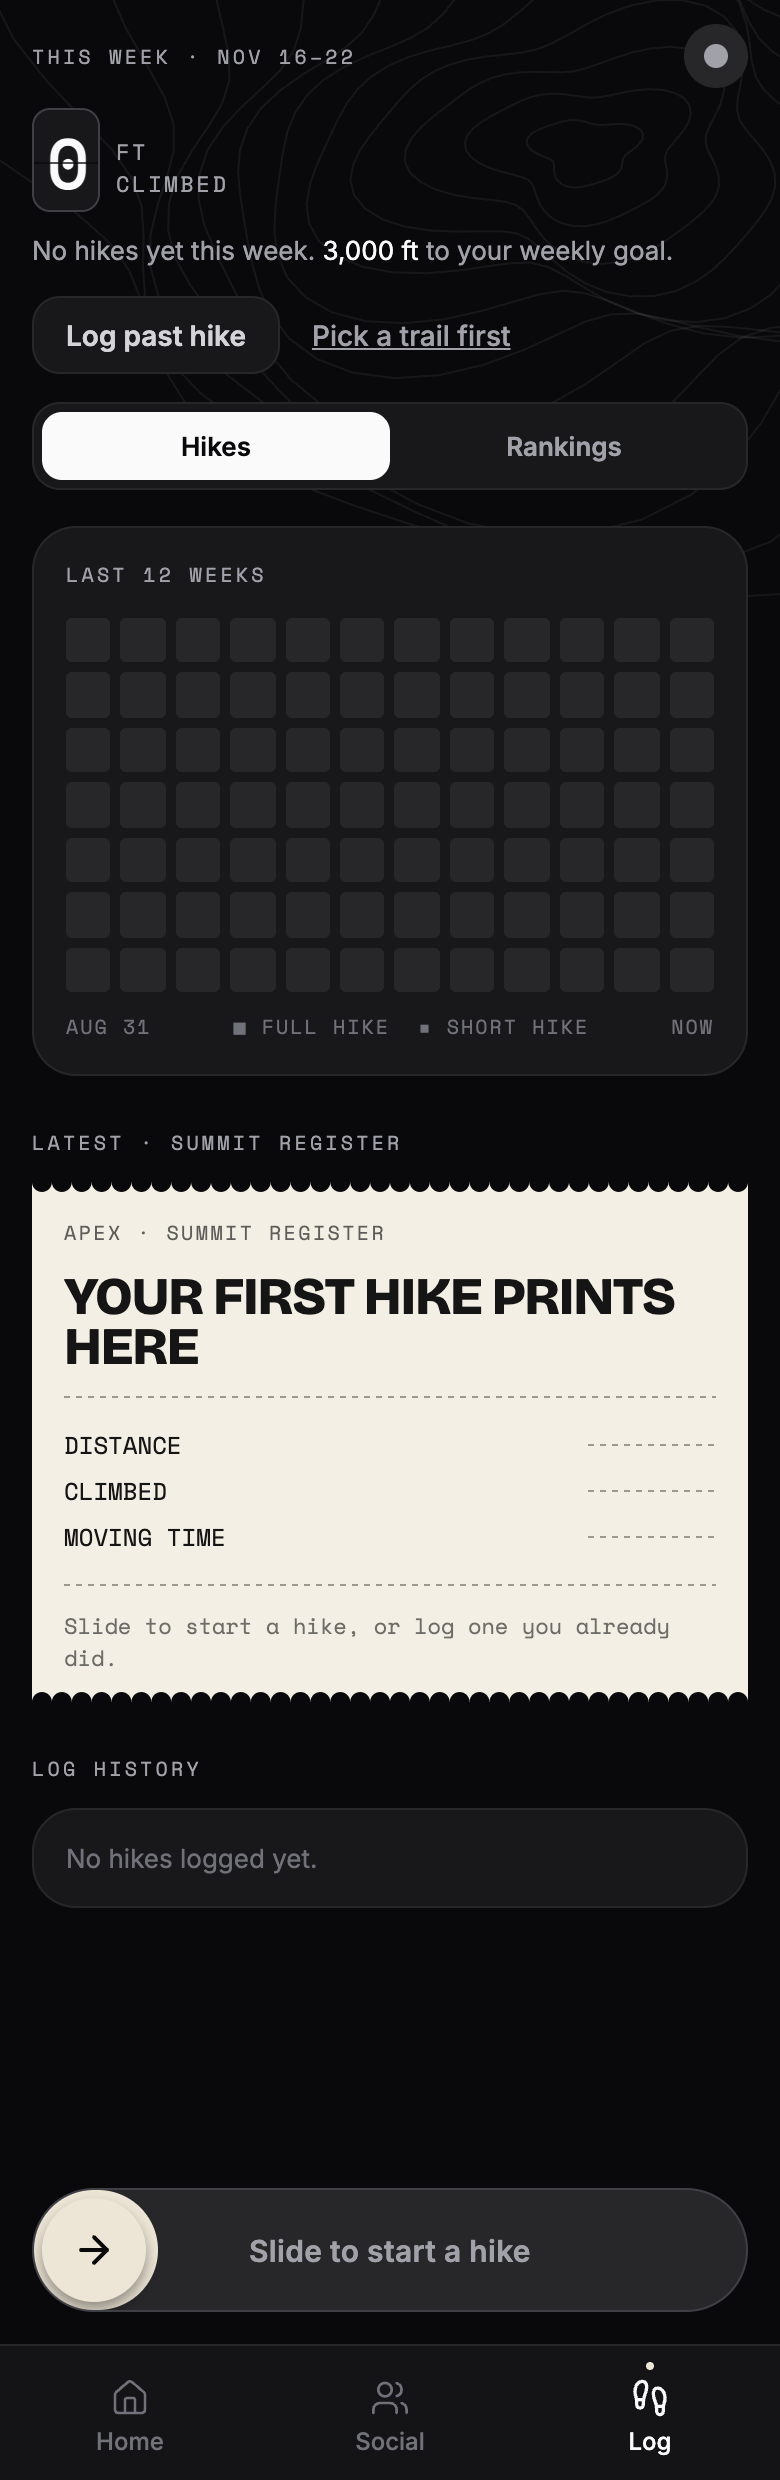 THIS WEEK · NOV 16–22
0
FT
CLIMBED
No hikes yet this week. 3,000 ft to your weekly goal.
Log past hike
Pick a trail first
Hikes
Rankings
LAST 12 WEEKS
AUG 31
FULL HIKE
SHORT HIKE
NOW
LATEST · SUMMIT REGISTER
APEX · SUMMIT REGISTER
YOUR FIRST HIKE PRINTS
HERE
DISTANCE
CLIMBED
MOVING TIME
Slide to start a hike, or log one you already
did.
LOG HISTORY
No hikes logged yet.
Slide to start a hike
Home
Social
Log